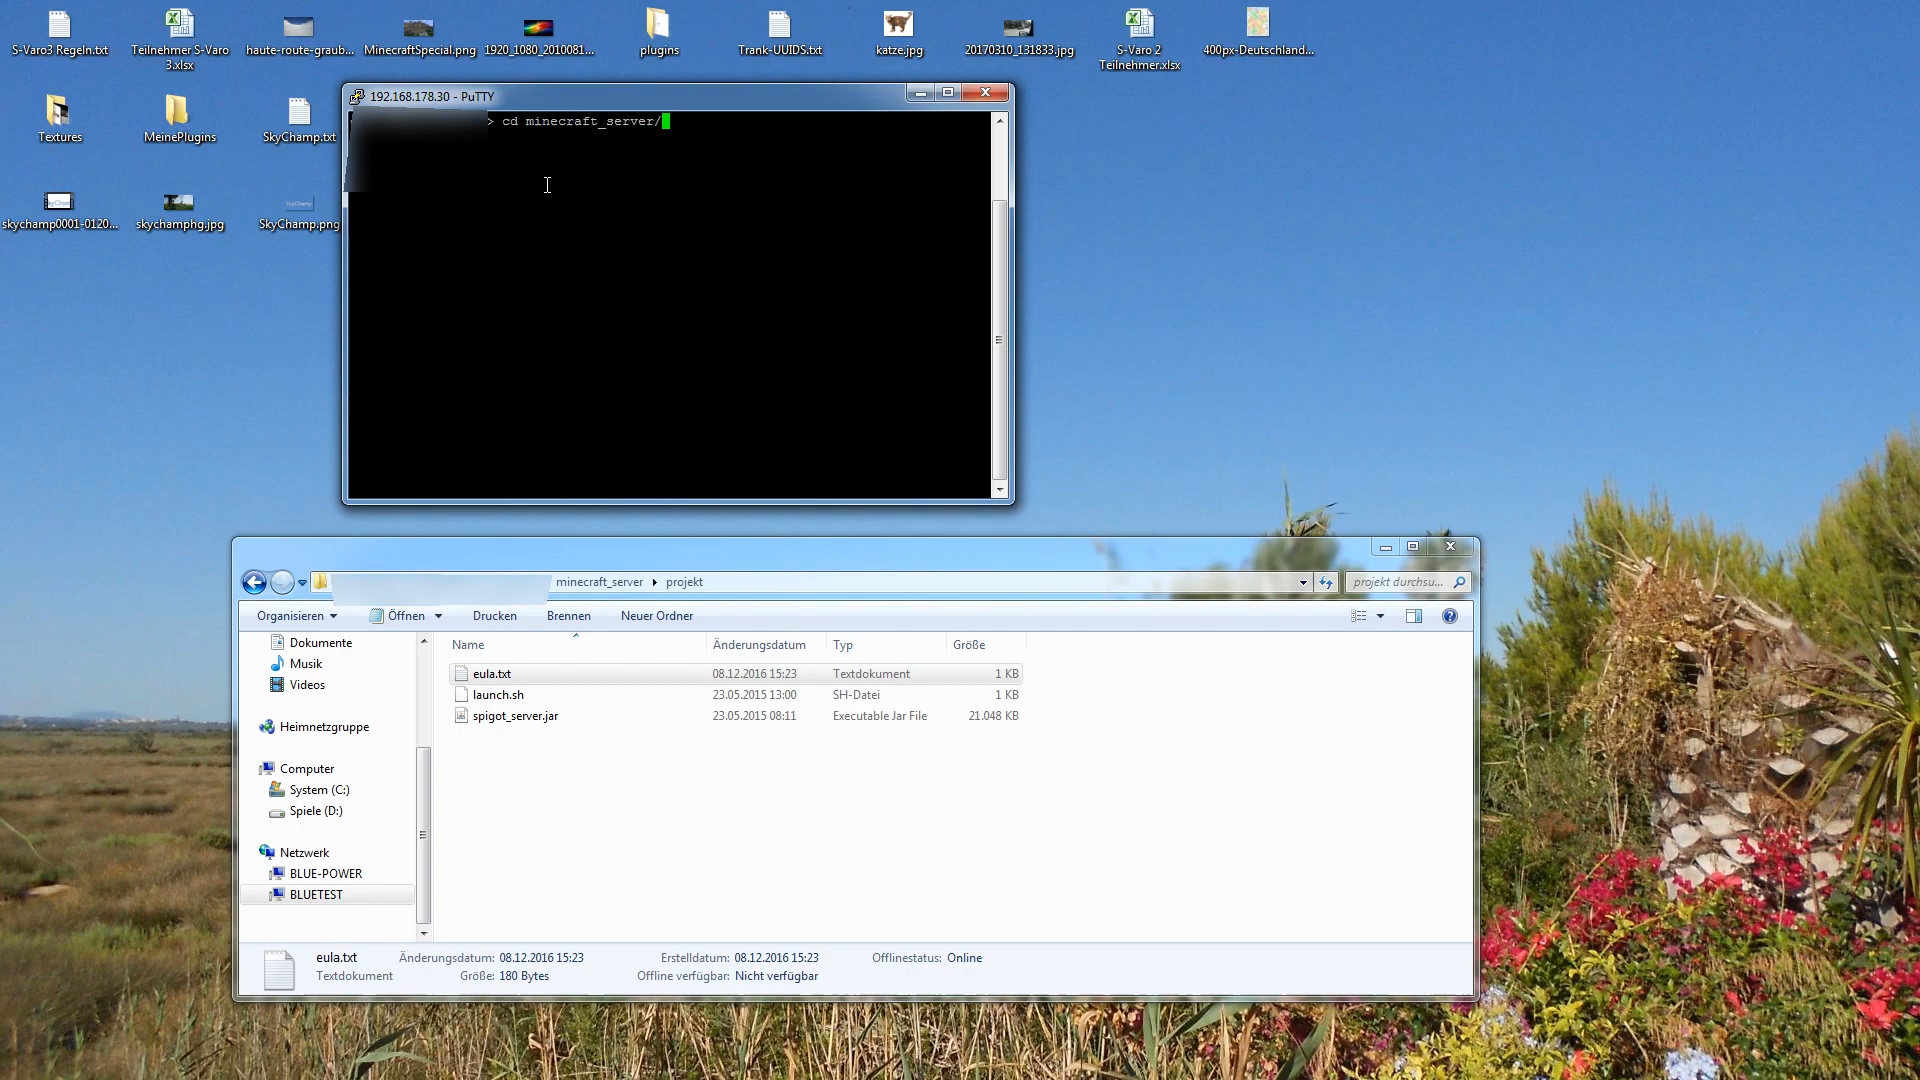 S-Varo3 Regeln.txt
Teilnehmer S-Varo 3.xlsx
haute-route-graub...
MinecraftSpecial.png
1920_1080_2010081...
plugins
Trank-UUIDS.txt
katze.jpg
20170310_131833.jpg
S-Varo 2 Teilnehmer.xlsx
400px-Deutschland...
Textures
MeinePlugins
SkyChamp.txt
skychamp0001-0120...
skychamphg.jpg
SkyChamp.png
192.168.178.30 - PuTTY
> cd minecraft_server/
minecraft_server ▸ projekt
projekt durchsu...
Organisieren
Öffnen
Drucken
Brennen
Neuer Ordner
Dokumente
Musik
Videos
Heimnetzgruppe
Computer
System (C:)
Spiele (D:)
Netzwerk
BLUE-POWER
BLUETEST
Name Änderungsdatum Typ Größe
eula.txt 08.12.2016 15:23 Textdokument 1 KB
launch.sh 23.05.2015 13:00 SH-Datei 1 KB
spigot_server.jar 23.05.2015 08:11 Executable Jar File 21.048 KB
eula.txt Änderungsdatum: 08.12.2016 15:23 Erstelldatum: 08.12.2016 15:23 Offlinestatus: Online
Textdokument Größe: 180 Bytes Offline verfügbar: Nicht verfügbar